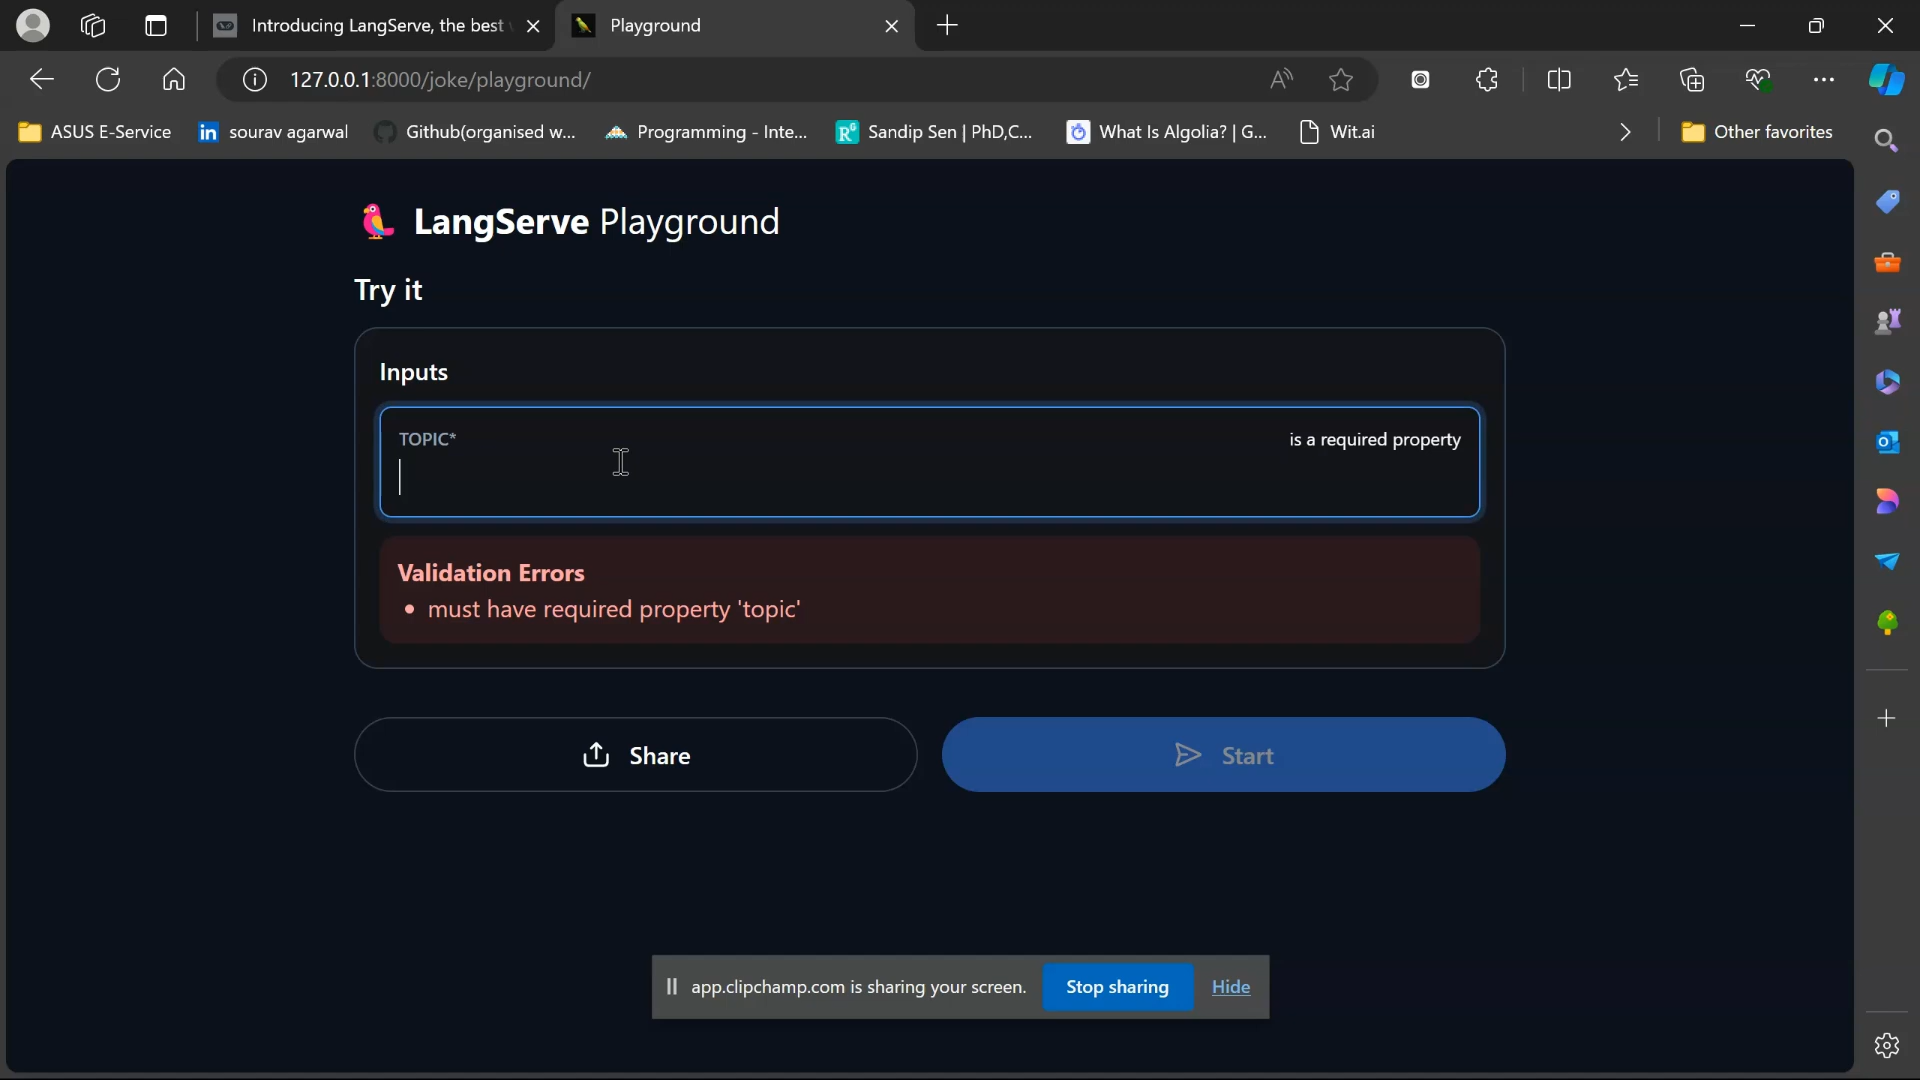 Introducing LangServe, the best
Playground
127.0.0.1:8000/joke/playground/
ASUS E-Service
sourav agarwal
Github(organised w...
Programming - Inte...
Sandip Sen | PhD,C...
What Is Algolia? | G...
Wit.ai
Other favorites
LangServe Playground
Try it
Inputs
TOPIC*
is a required property
Validation Errors
• must have required property 'topic'
Share
Start
app.clipchamp.com is sharing your screen.
Stop sharing
Hide